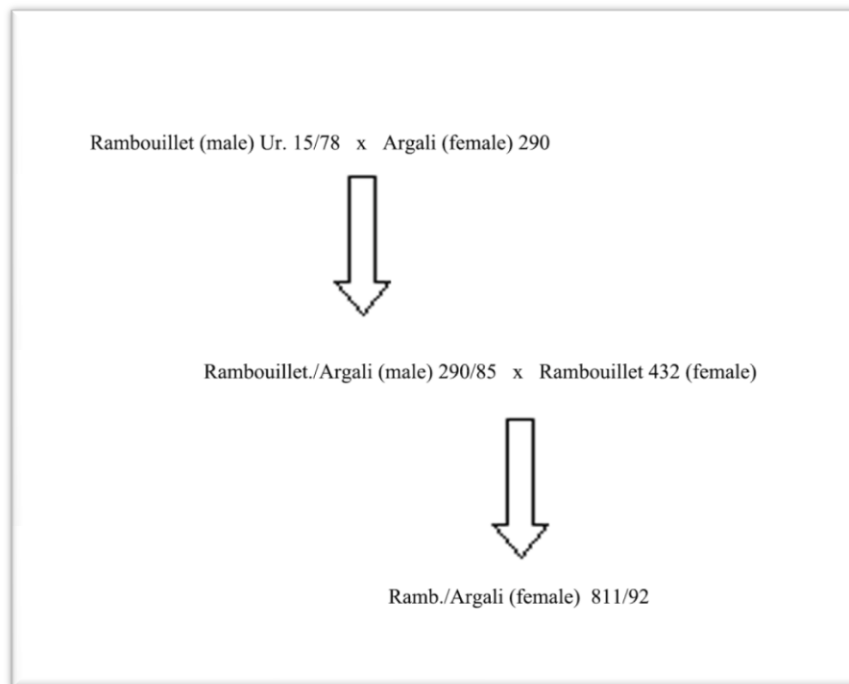 Rambouillet (male) Ur. 15/78 x Argali (female) 290
Rambouillet./Argali (male) 290/85 x Rambouillet 432 (female)
Ramb./Argali (female) 811/92